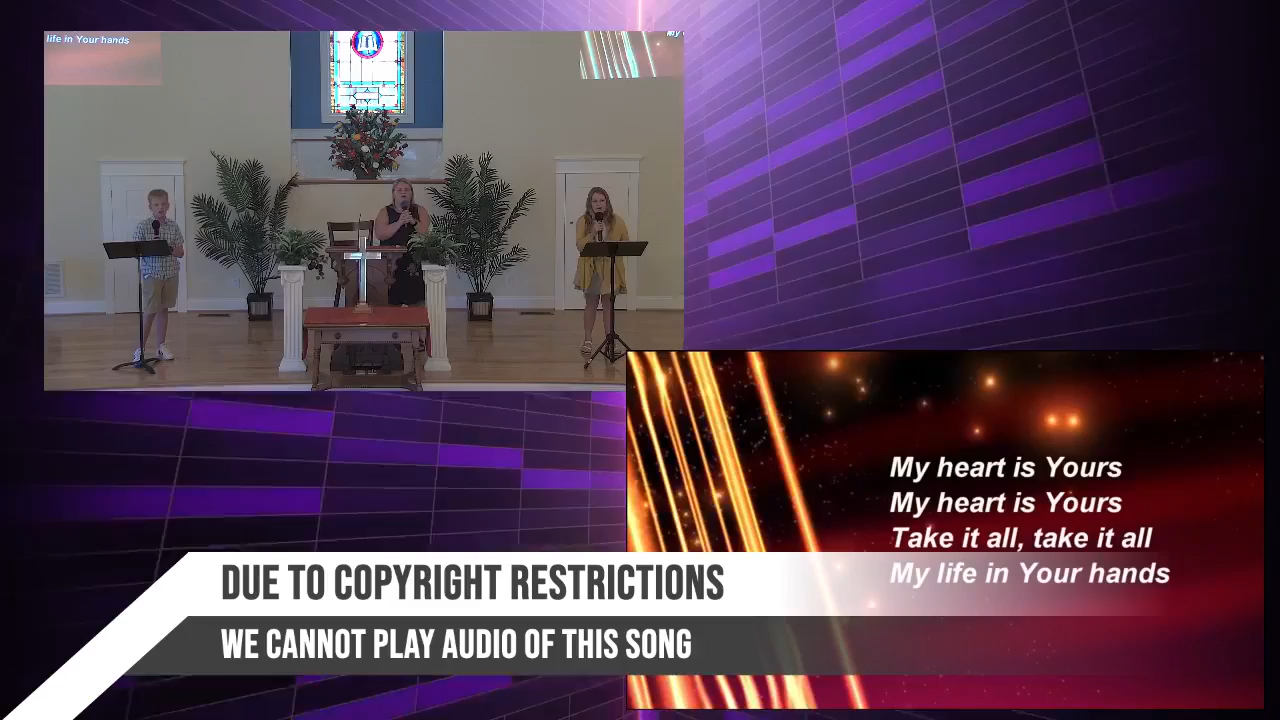 life in Your hands
My
My heart is Yours
My heart is Yours
Take it all, take it all
My life in Your hands
DUE TO COPYRIGHT RESTRICTIONS
WE CANNOT PLAY AUDIO OF THIS SONG